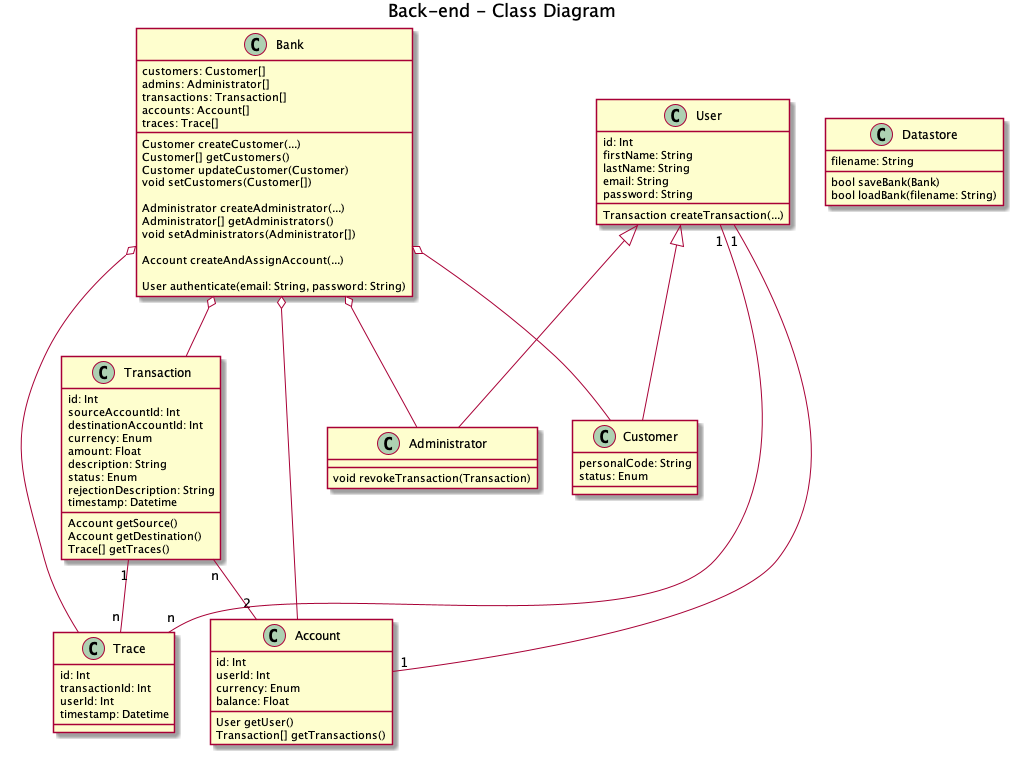 Back-end - Class Diagram
C Bank
customers: Customer[]
admins: Administrator[]
transactions: Transaction[]
accounts: Account[]
traces: Trace[]
Customer createCustomer(...)
Customer[] getCustomers()
Customer updateCustomer(Customer)
void setCustomers(Customer[])
Administrator createAdministrator(...)
Administrator[] getAdministrators()
void setAdministrators(Administrator[])
Account createAndAssignAccount(...)
User authenticate(email: String, password: String)
C User
id: Int
firstName: String
lastName: String
email: String
password: String
Transaction createTransaction(...)
C Datastore
filename: String
bool saveBank(Bank)
bool loadBank(filename: String)
1
1
C Transaction
id: Int
sourceAccountId: Int
destinationAccountId: Int
currency: Enum
amount: Float
description: String
status: Enum
rejectionDescription: String
timestamp: Datetime
Account getSource()
Account getDestination()
Trace[] getTraces()
C Administrator
void revokeTransaction(Transaction)
C Customer
personalCode: String
status: Enum
1
n
n
2
n
1
C Trace
id: Int
transactionId: Int
userId: Int
timestamp: Datetime
C Account
id: Int
userId: Int
currency: Enum
balance: Float
User getUser()
Transaction[] getTransactions()